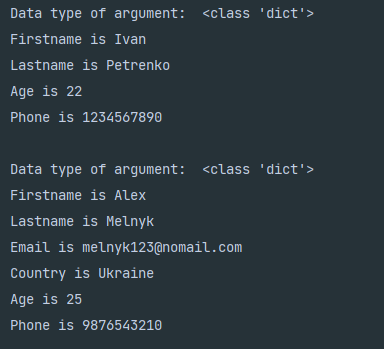 Data type of argument:  <class 'dict'>
Firstname is Ivan
Lastname is Petrenko
Age is 22
Phone is 1234567890
Data type of argument:  <class 'dict'>
Firstname is Alex
Lastname is Melnyk
Email is melnyk123@nomail.com
Country is Ukraine
Age is 25
Phone is 9876543210